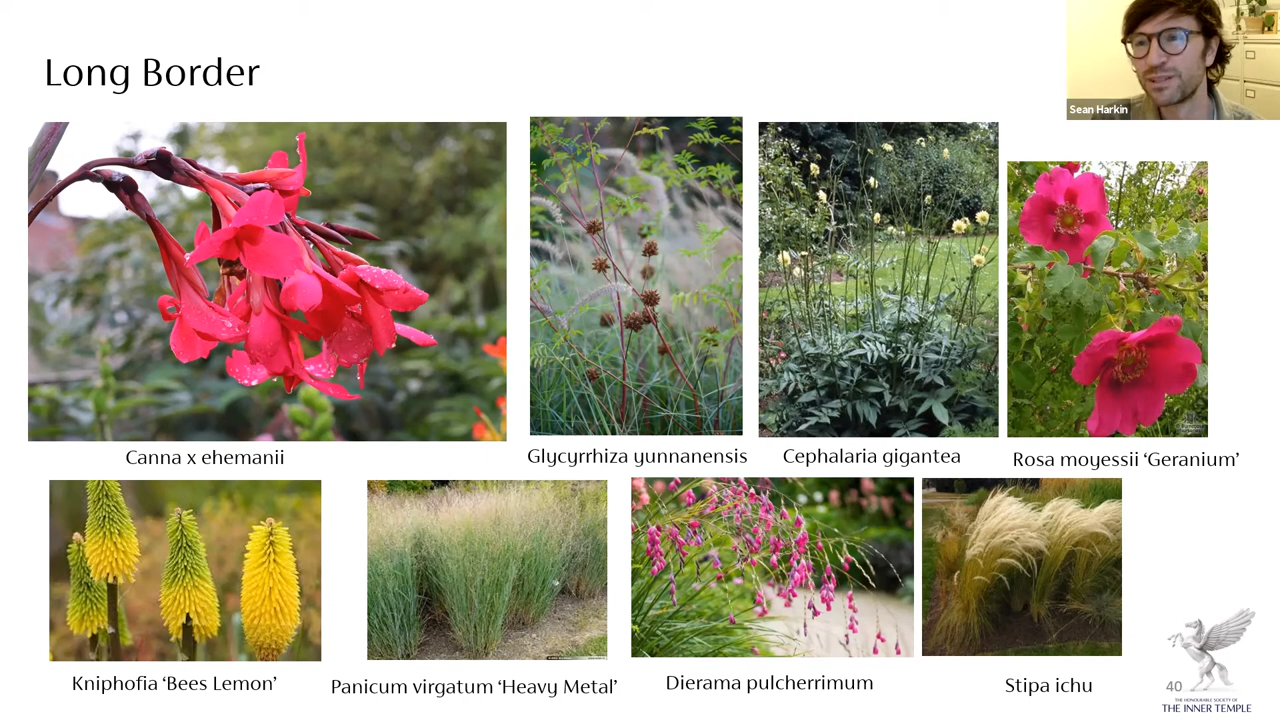 Long Border
Sean Harkin
Canna x ehemanii
Glycyrrhiza yunnanensis
Cephalaria gigantea
Rosa moyessii ‘Geranium’
Kniphofia ‘Bees Lemon’
Panicum virgatum ‘Heavy Metal’
Dierama pulcherrimum
Stipa ichu
40
THE HONOURABLE SOCIETY OF
THE INNER TEMPLE